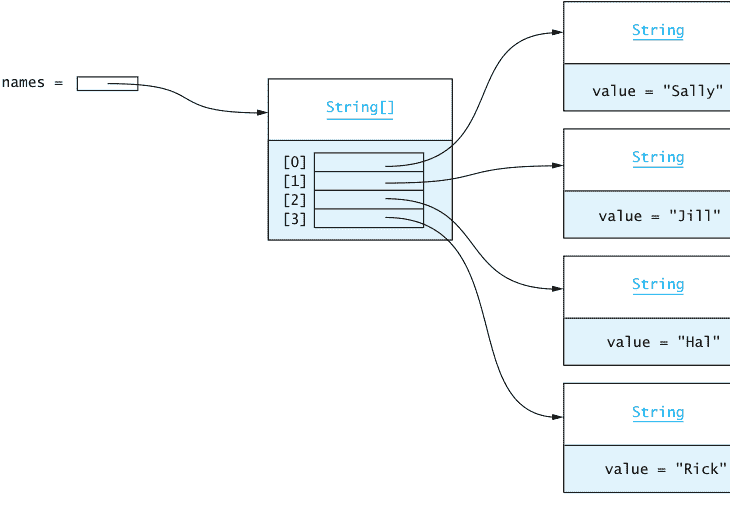 names =
String[]
[0]
[1]
[2]
[3]
String
value = "Sally"
String
value = "Jill"
String
value = "Hal"
String
value = "Rick"